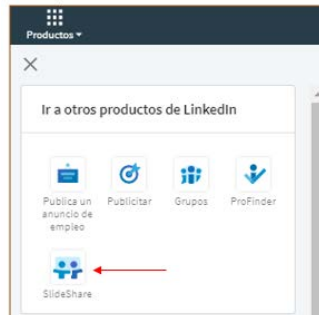 Productos
Ir a otros productos de LinkedIn
Publica un
anuncio de
empleo
Publicitar
Grupos
ProFinder
SlideShare